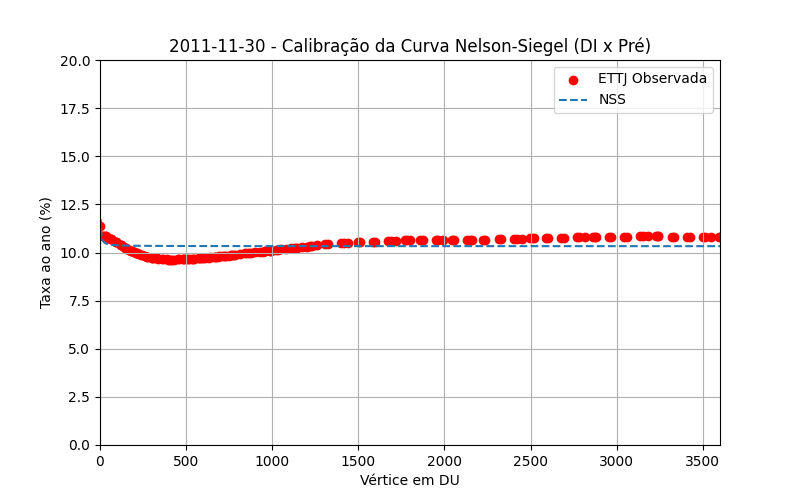 2011-11-30 - Calibração da Curva Nelson-Siegel (DI x Pré)
20.0
17.5
15.0
12.5
10.0
7.5
5.0
2.5
0.0
Taxa ao ano (%)
ETTJ Observada
NSS
0 500 1000 1500 2000 2500 3000 3500
Vértice em DU